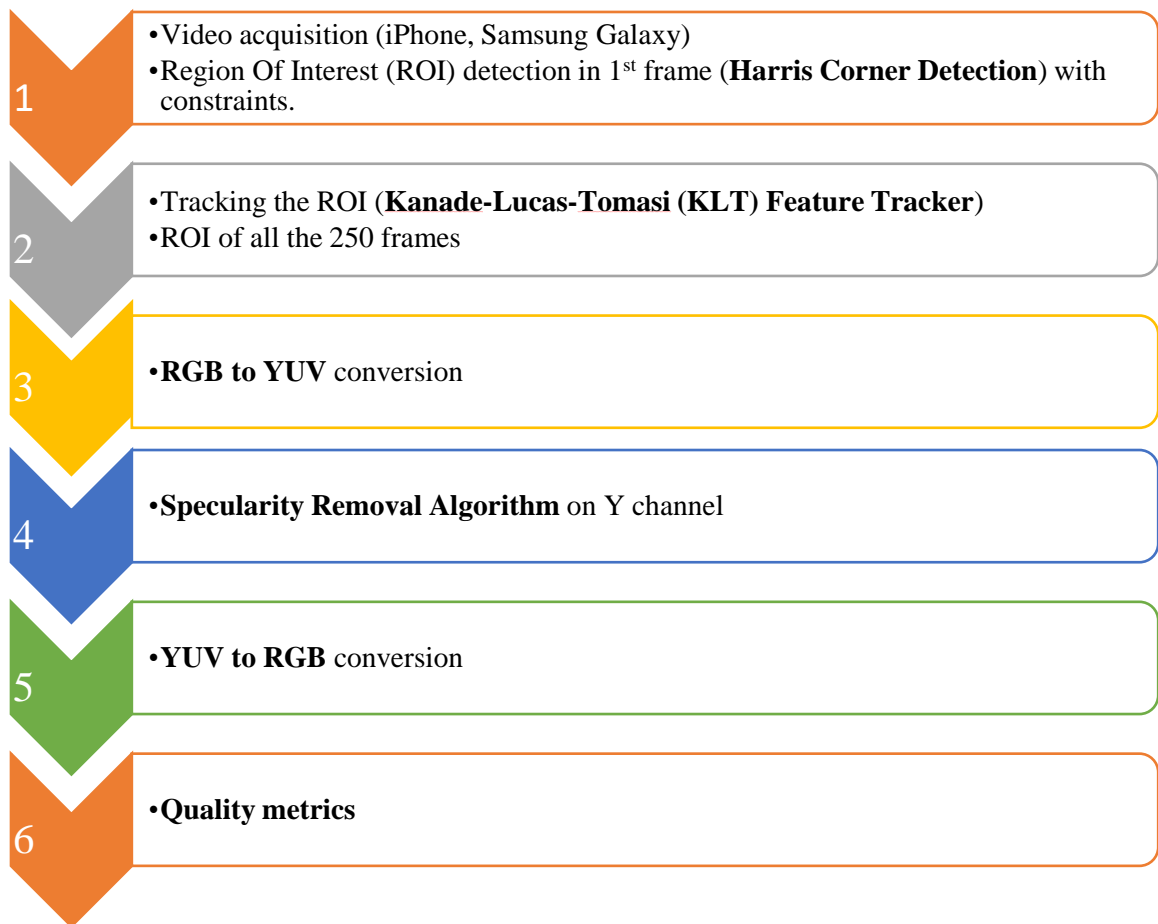 1
•Video acquisition (iPhone, Samsung Galaxy)
•Region Of Interest (ROI) detection in 1st frame (Harris Corner Detection) with
constraints.
2
•Tracking the ROI (Kanade-Lucas-Tomasi (KLT) Feature Tracker)
•ROI of all the 250 frames
3
•RGB to YUV conversion
4
•Specularity Removal Algorithm on Y channel
5
•YUV to RGB conversion
6
•Quality metrics